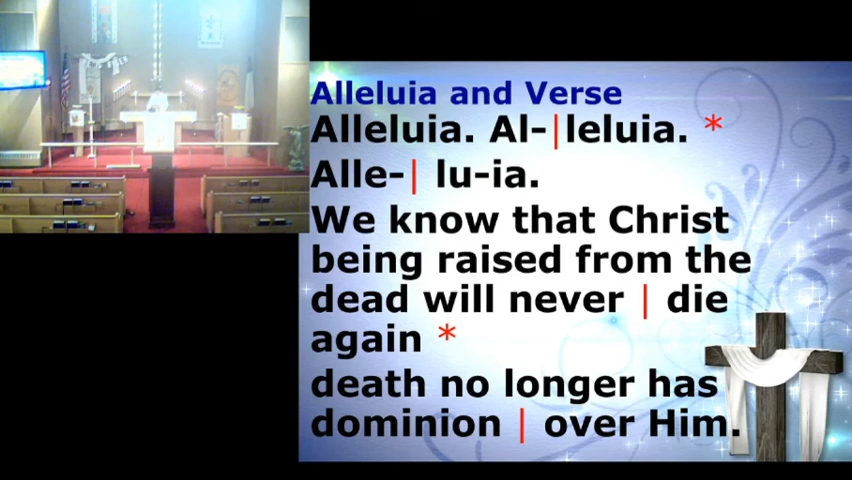 Alleluia and Verse
Alleluia. Al-|leluia. *
Alle-| lu-ia.
We know that Christ
being raised from the
dead will never | die
again *
death no longer has
dominion | over Him.